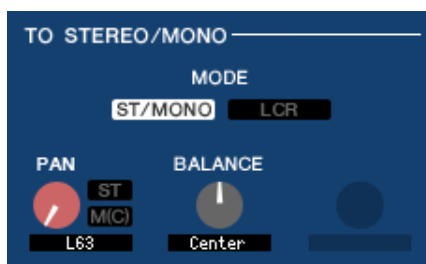 TO STEREO/MONO
MODE
ST/MONO LCR
PAN BALANCE
ST
M(C)
L63 Center